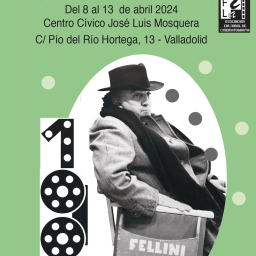 Del 8 al 13 de abril 2024
Centro Cívico José Luis Mosquera
C/ Pío del Río Hortega, 13 - Valladolid
100
FELLINI